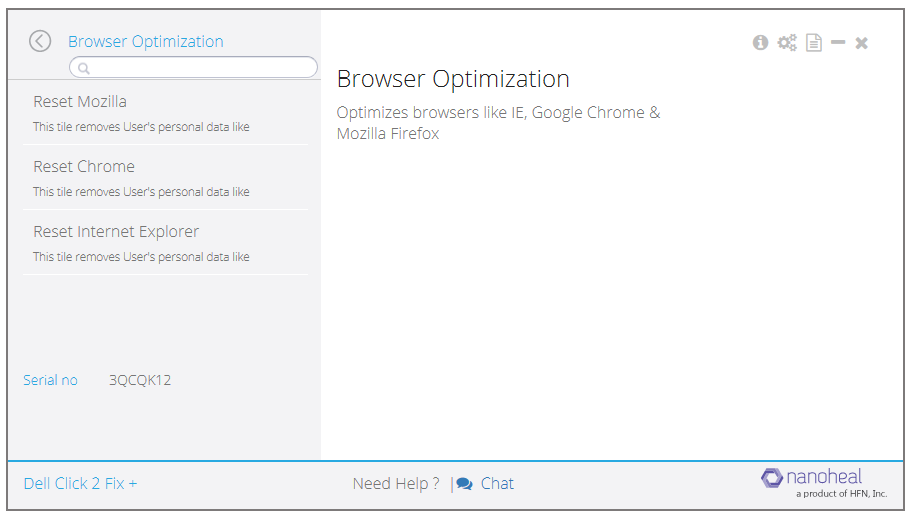 Browser Optimization
Reset Mozilla
This tile removes User's personal data like
Reset Chrome
This tile removes User's personal data like
Reset Internet Explorer
This tile removes User's personal data like
Serial no 3QCQK12
Browser Optimization
Optimizes browsers like IE, Google Chrome &
Mozilla Firefox
Dell Click 2 Fix +
Need Help ? | Chat
nanoheal
a product of HFN, Inc.